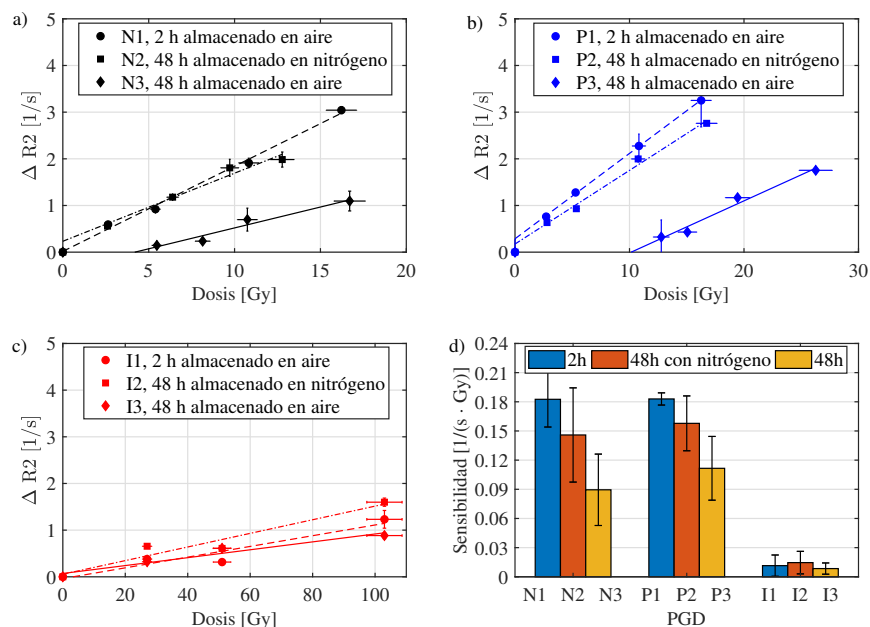 a)
N1, 2 h almacenado en aire
N2, 48 h almacenado en nitrógeno
N3, 48 h almacenado en aire
Δ R2 [1/s]
5
4
3
2
1
0
0 5 10 15 20
Dosis [Gy]
b)
P1, 2 h almacenado en aire
P2, 48 h almacenado en nitrógeno
P3, 48 h almacenado en aire
Δ R2 [1/s]
5
4
3
2
1
0
0 10 20 30
Dosis [Gy]
c)
I1, 2 h almacenado en aire
I2, 48 h almacenado en nitrógeno
I3, 48 h almacenado en aire
Δ R2 [1/s]
5
4
3
2
1
0
0 20 40 60 80 100
Dosis [Gy]
d)
2h 48h con nitrógeno 48h
Sensibilidad [1/(s · Gy)]
0.24
0.21
0.18
0.15
0.12
0.09
0.06
0.03
0
N1 N2 N3 P1 P2 P3 I1 I2 I3
PGD